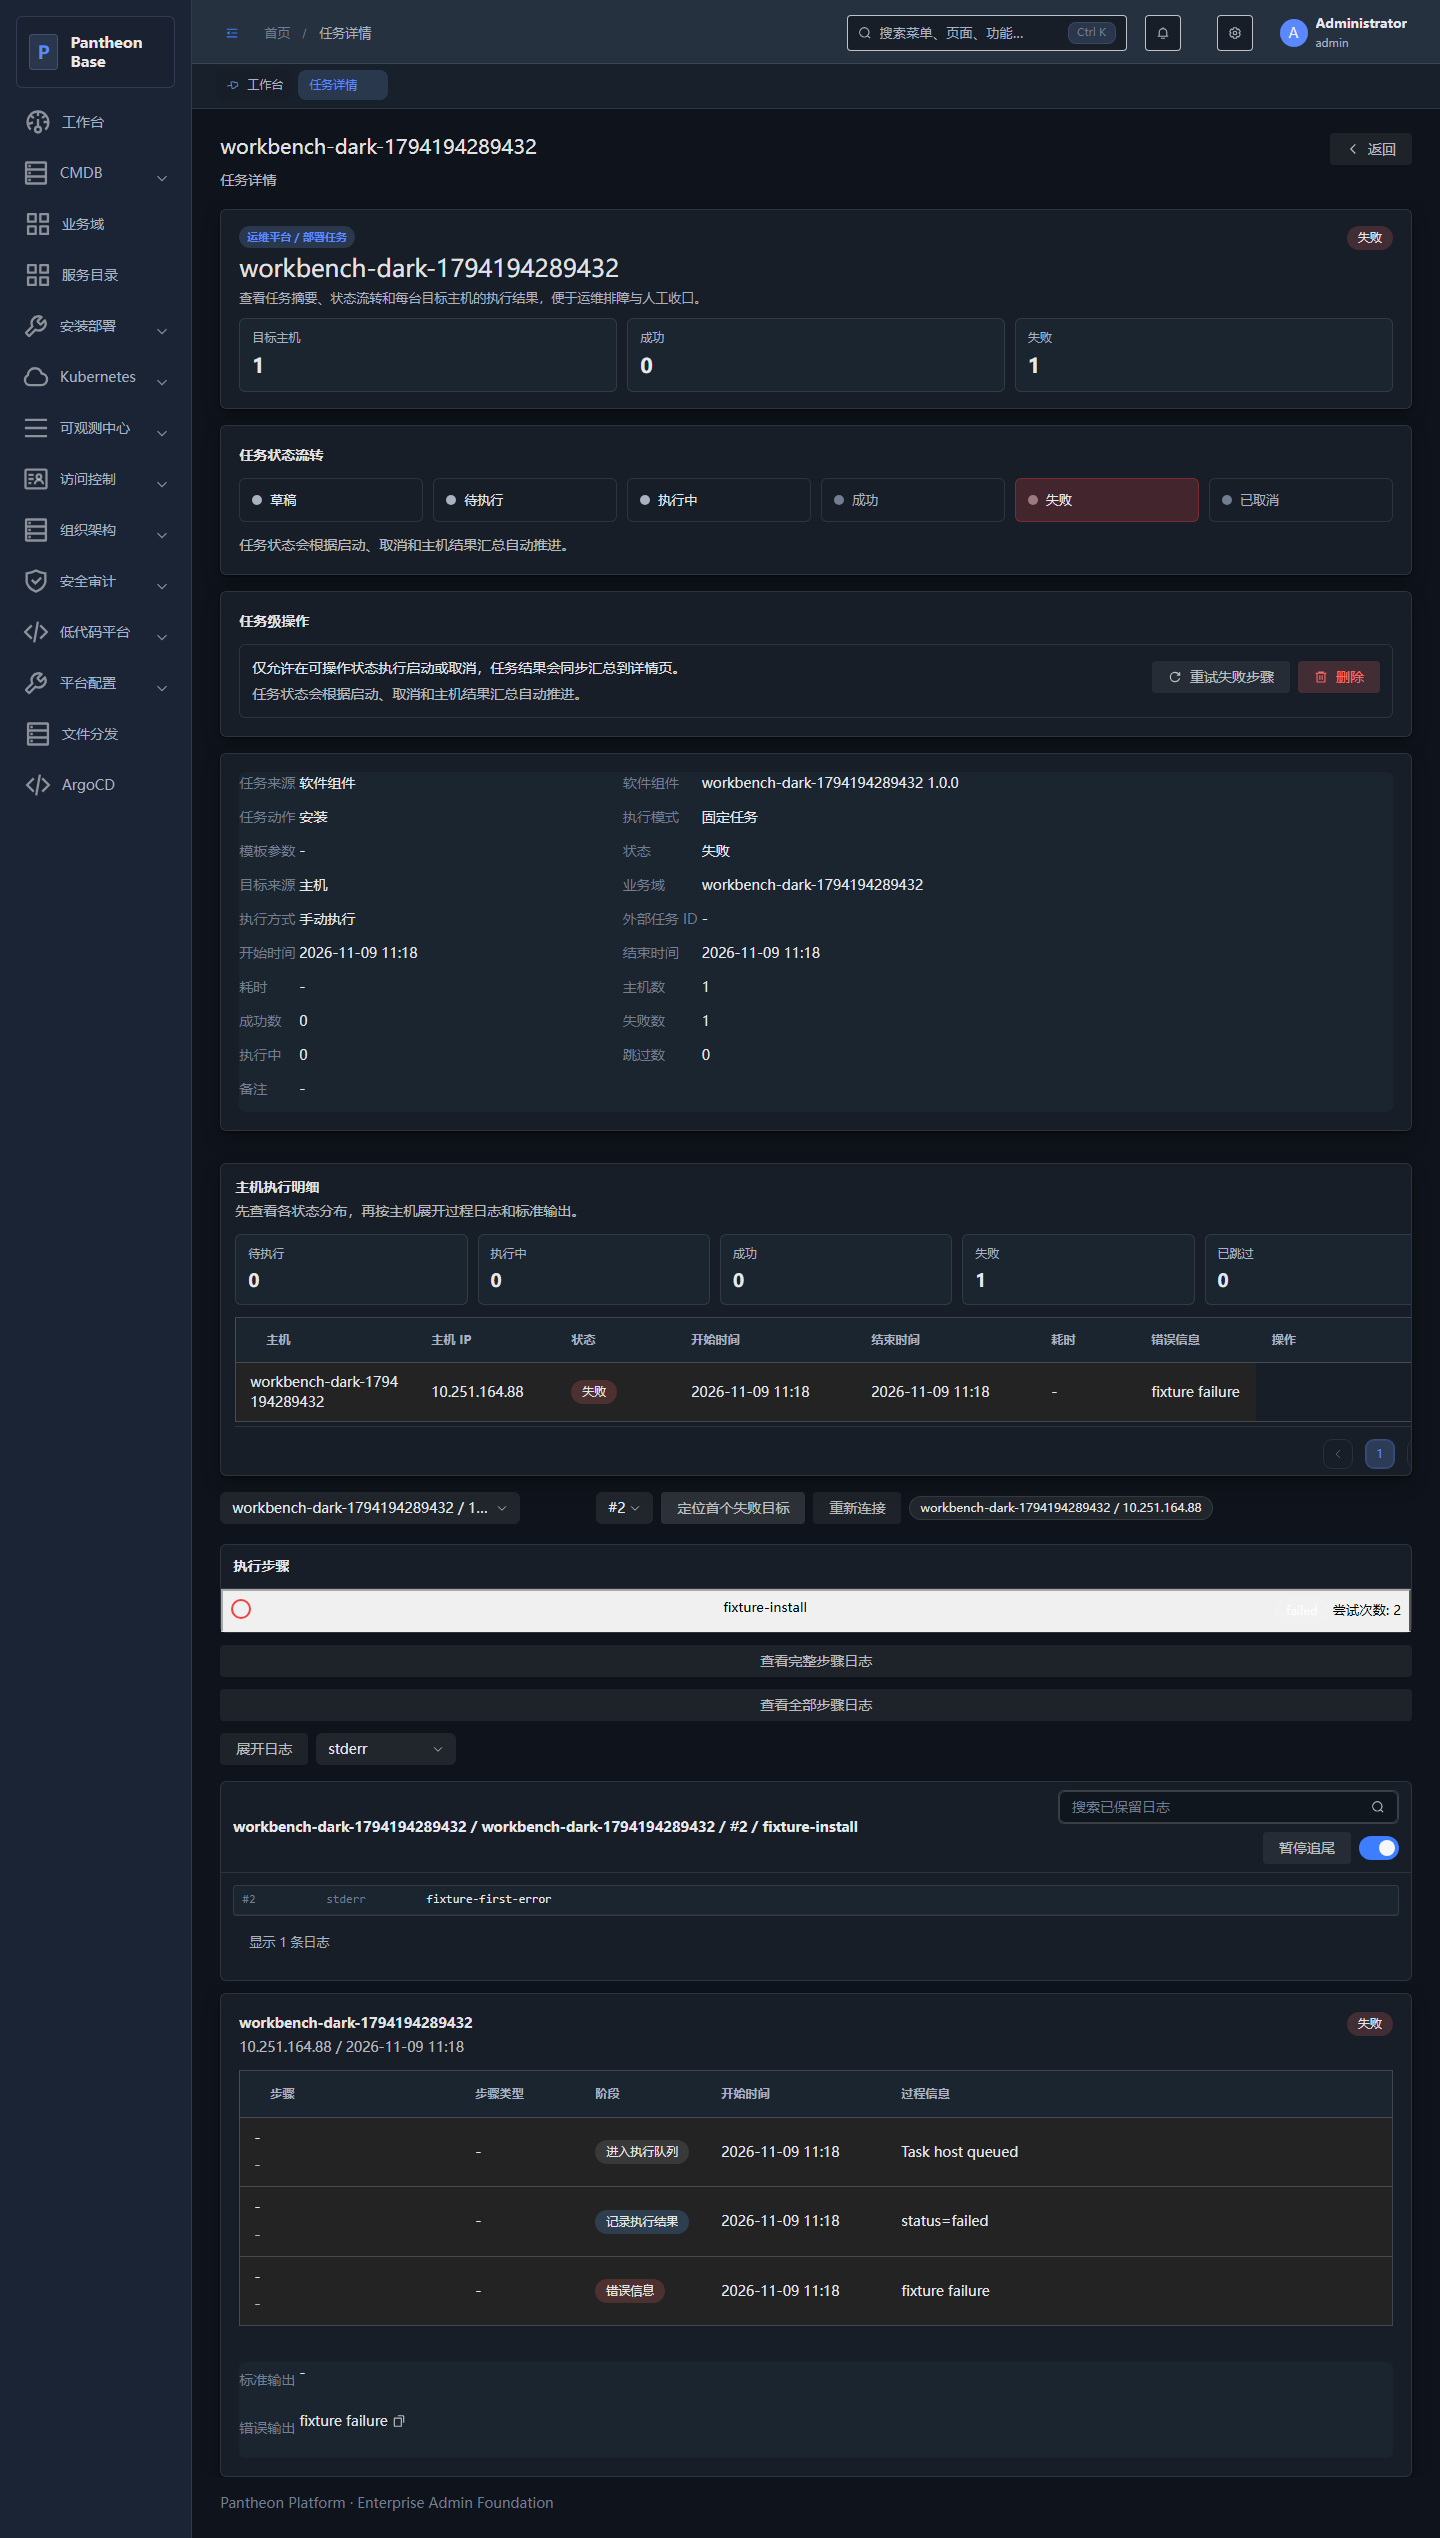 P
Pantheon
Base
首页 / 任务详情
搜索菜单、页面、功能...
Ctrl K
A
Administrator
admin
工作台
任务详情
工作台
CMDB
业务域
服务目录
安装部署
Kubernetes
可观测中心
访问控制
组织架构
安全审计
低代码平台
平台配置
文件分发
ArgoCD
workbench-dark-1794194289432
返回
任务详情
运维平台 / 部署任务
失败
workbench-dark-1794194289432
查看任务摘要、状态流转和每台目标主机的执行结果，便于运维排障与人工收口。
目标主机
1
成功
0
失败
1
任务状态流转
草稿
待执行
执行中
成功
失败
已取消
任务状态会根据启动、取消和主机结果汇总自动推进。
任务级操作
仅允许在可操作状态执行启动或取消，任务结果会同步汇总到详情页。
任务状态会根据启动、取消和主机结果汇总自动推进。
重试失败步骤
删除
任务来源 软件组件
软件组件 workbench-dark-1794194289432 1.0.0
任务动作 安装
执行模式 固定任务
模板参数 -
状态 失败
目标来源 主机
业务域 workbench-dark-1794194289432
执行方式 手动执行
外部任务 ID -
开始时间 2026-11-09 11:18
结束时间 2026-11-09 11:18
耗时 -
主机数 1
成功数 0
失败数 1
执行中 0
跳过数 0
备注 -
主机执行明细
先查看各状态分布，再按主机展开过程日志和标准输出。
待执行
0
执行中
0
成功
0
失败
1
已跳过
0
主机 主机 IP 状态 开始时间 结束时间 耗时 错误信息 操作
workbench-dark-1794
194289432
10.251.164.88 失败 2026-11-09 11:18 2026-11-09 11:18 - fixture failure
1
workbench-dark-1794194289432 / 1...
#2
定位首个失败目标
重新连接
workbench-dark-1794194289432 / 10.251.164.88
执行步骤
fixture-install
failed
尝试次数: 2
查看完整步骤日志
查看全部步骤日志
展开日志
stderr
搜索已保留日志
workbench-dark-1794194289432 / workbench-dark-1794194289432 / #2 / fixture-install
暂停追尾
#2 stderr fixture-first-error
显示 1 条日志
workbench-dark-1794194289432
失败
10.251.164.88 / 2026-11-09 11:18
步骤 步骤类型 阶段 开始时间 过程信息
-
- - 进入执行队列 2026-11-09 11:18 Task host queued
-
- - 记录执行结果 2026-11-09 11:18 status=failed
-
- - 错误信息 2026-11-09 11:18 fixture failure
标准输出 -
错误输出 fixture failure
Pantheon Platform · Enterprise Admin Foundation